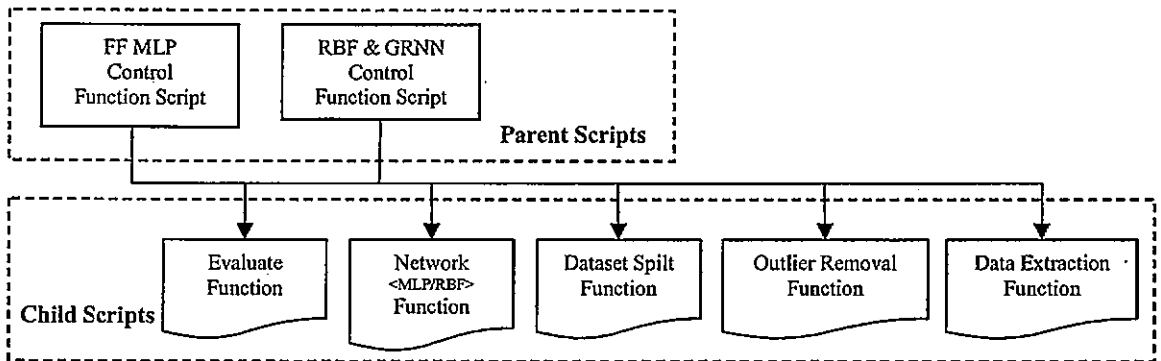 FF MLP
Control
Function Script
RBF & GRNN
Control
Function Script
Parent Scripts
Evaluate
Function
Network
<MLP/RBF>
Function
Dataset Spilt
Function
Outlier Removal
Function
Data Extraction
Function
Child Scripts